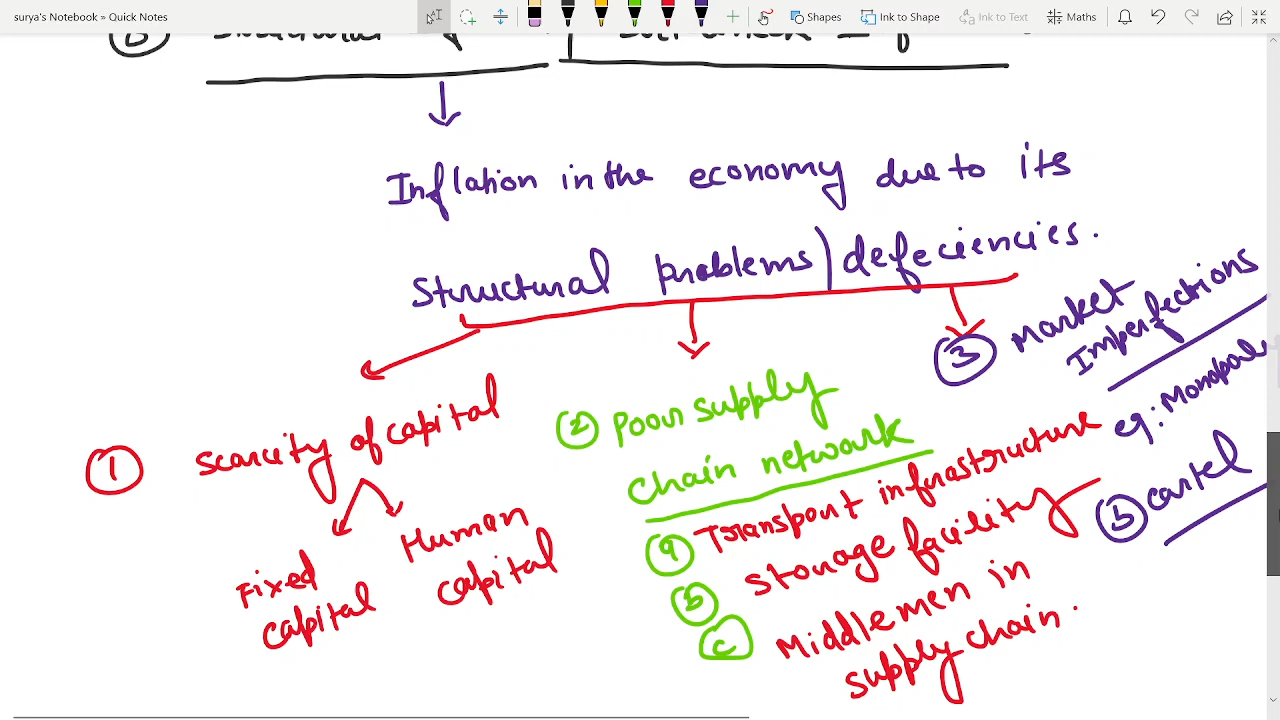 surya's Notebook » Quick Notes
Shapes
Ink to Shape
Ink to Text
Maths
Inflation in the economy due to its
Structural problems) defeciencies.
① scarcity of capital
Fixed
capital
Human
capital
② Poor supply
chain network
ⓐ Transport infrastructure
ⓑ storage facility
ⓒ Middlemen in
supply chain.
③ Market
Imperfections
eg: Monopoly
ⓑ cartel